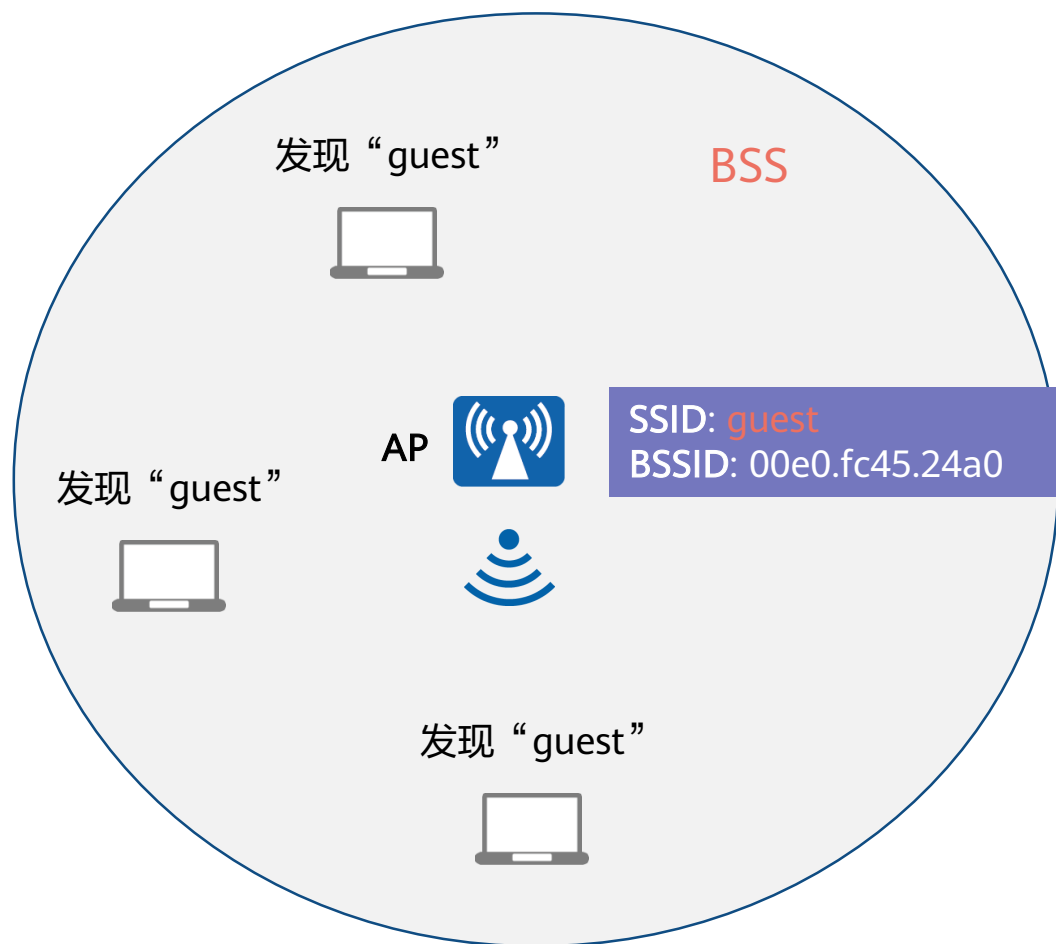 发现“guest”
BSS
AP
SSID: guest
BSSID: 00e0.fc45.24a0
发现“guest”
发现“guest”